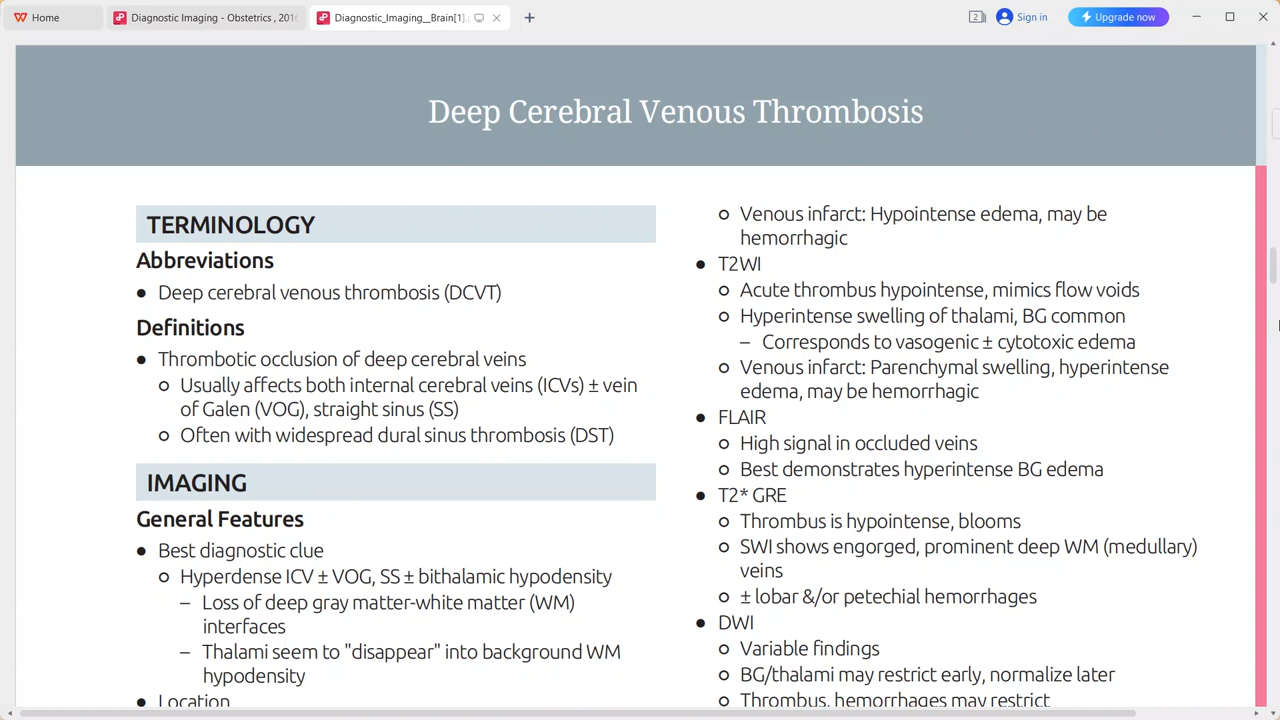 Home
Diagnostic Imaging - Obstetrics , 201
Diagnostic_Imaging__Brain[1].
2
Sign in
Upgrade now
Deep Cerebral Venous Thrombosis
TERMINOLOGY
Abbreviations
● Deep cerebral venous thrombosis (DCVT)
Definitions
● Thrombotic occlusion of deep cerebral veins
○ Usually affects both internal cerebral veins (ICVs) ± vein
of Galen (VOG), straight sinus (SS)
○ Often with widespread dural sinus thrombosis (DST)
IMAGING
General Features
● Best diagnostic clue
○ Hyperdense ICV ± VOG, SS ± bithalamic hypodensity
– Loss of deep gray matter-white matter (WM)
interfaces
– Thalami seem to "disappear" into background WM
hypodensity
● Location
○ Venous infarct: Hypointense edema, may be
hemorrhagic
● T2WI
○ Acute thrombus hypointense, mimics flow voids
○ Hyperintense swelling of thalami, BG common
– Corresponds to vasogenic ± cytotoxic edema
○ Venous infarct: Parenchymal swelling, hyperintense
edema, may be hemorrhagic
● FLAIR
○ High signal in occluded veins
○ Best demonstrates hyperintense BG edema
● T2* GRE
○ Thrombus is hypointense, blooms
○ SWI shows engorged, prominent deep WM (medullary)
veins
○ ± lobar &/or petechial hemorrhages
● DWI
○ Variable findings
○ BG/thalami may restrict early, normalize later
○ Thrombus, hemorrhages may restrict